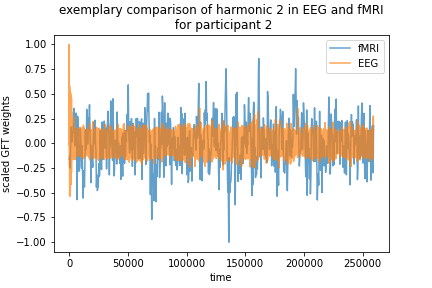 exemplary comparison of harmonic 2 in EEG and fMRI
for participant 2
fMRI
EEG
1.00
0.75
0.50
0.25
0.00
−0.25
−0.50
−0.75
−1.00
scaled GFT weights
0
50000
100000
150000
200000
250000
time